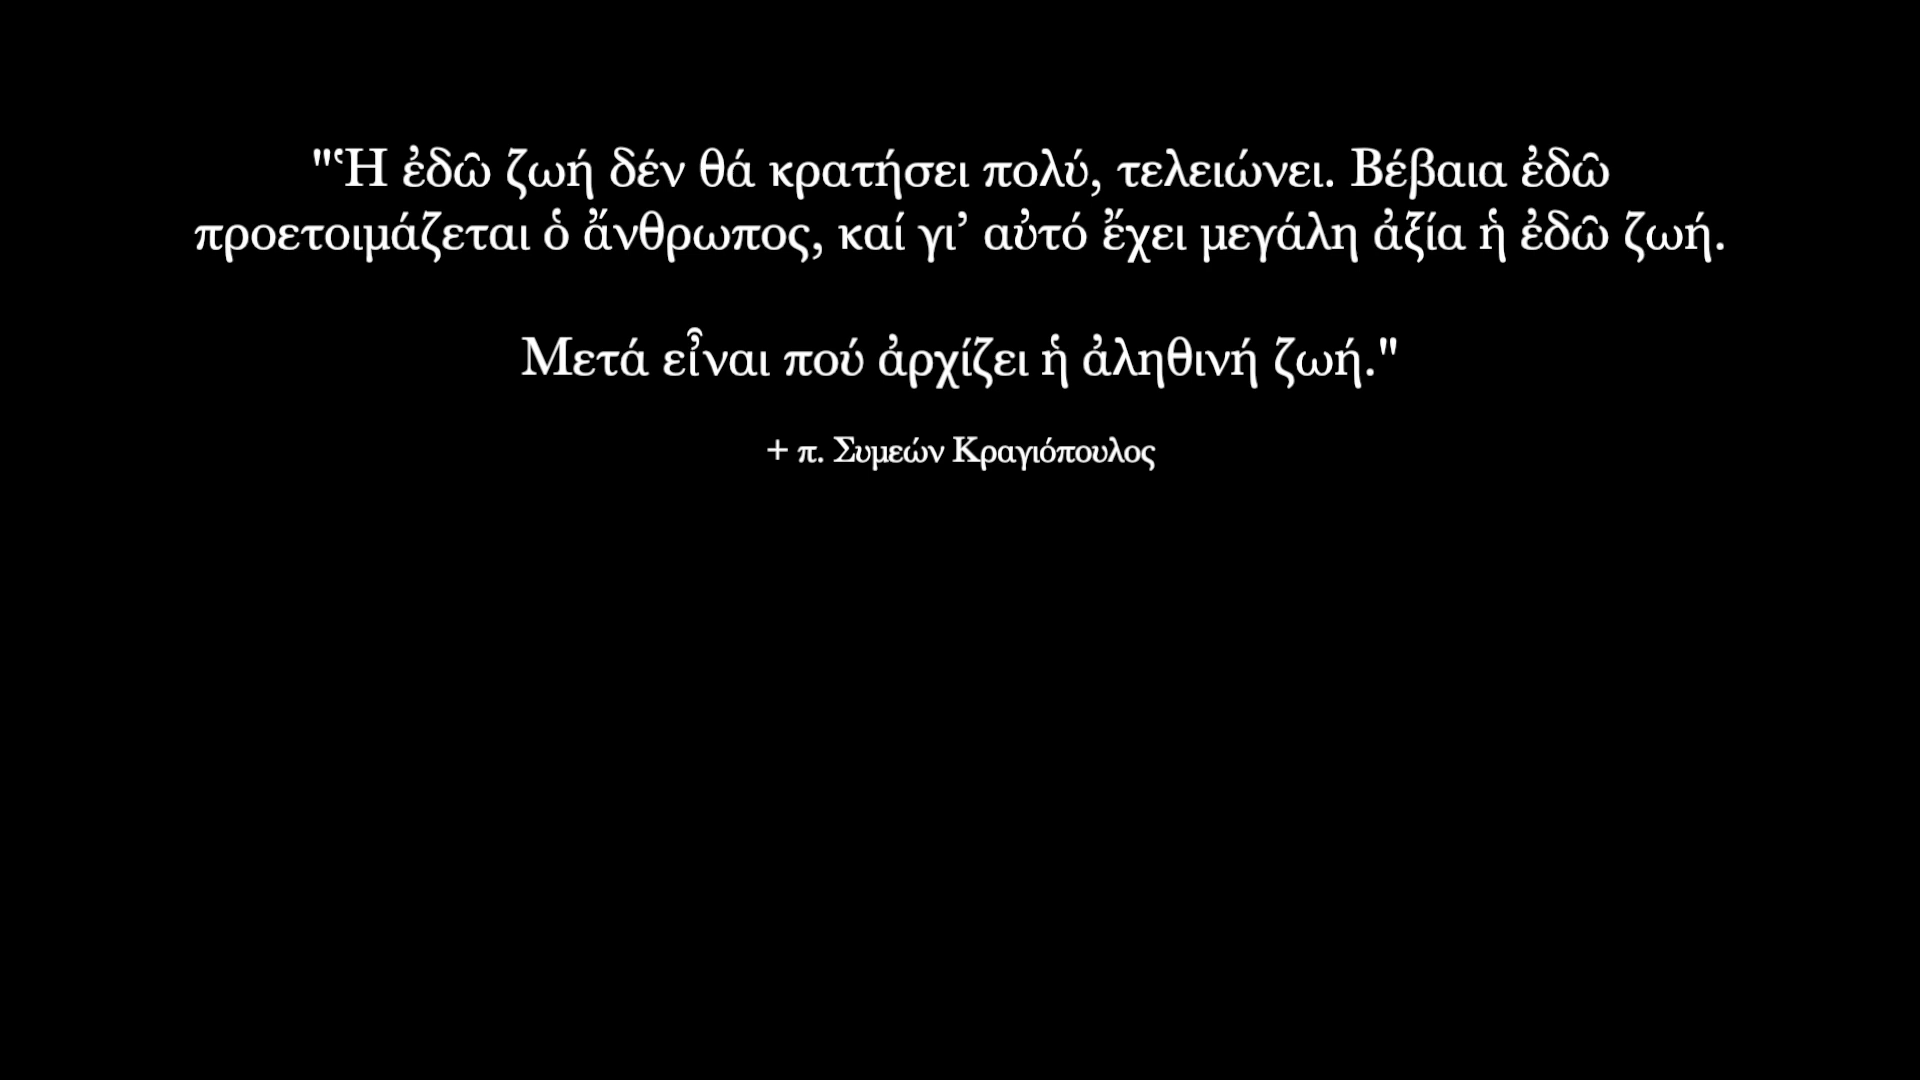 "Ἡ ἐδῶ ζωή δέν θά κρατήσει πολύ, τελειώνει. Βέβαια ἐδῶ
προετοιμάζεται ὁ ἄνθρωπος, καί γι’ αὐτό ἔχει μεγάλη ἀξία ἡ ἐδῶ ζωή.
Μετά εἶναι πού ἀρχίζει ἡ ἀληθινή ζωή."
+ π. Συμεών Κραγιόπουλος